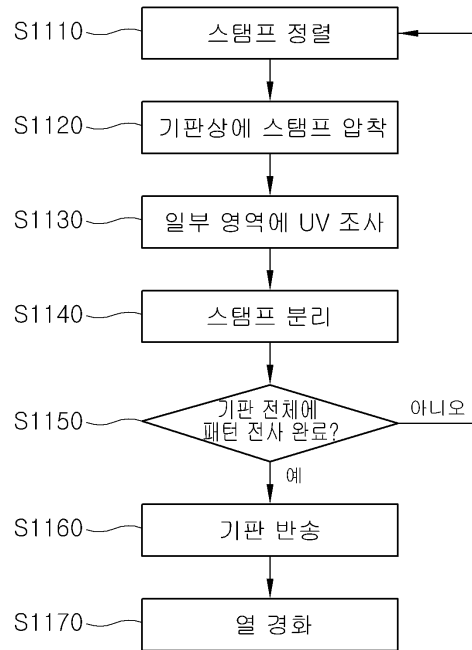 S1110 스탬프 정렬
S1120 기판상에 스탬프 압착
S1130 일부 영역에 UV 조사
S1140 스탬프 분리
기판 전체에
S1150 패턴 전사 완료? 아니오
예
S1160 기판 반송
S1170 열 경화